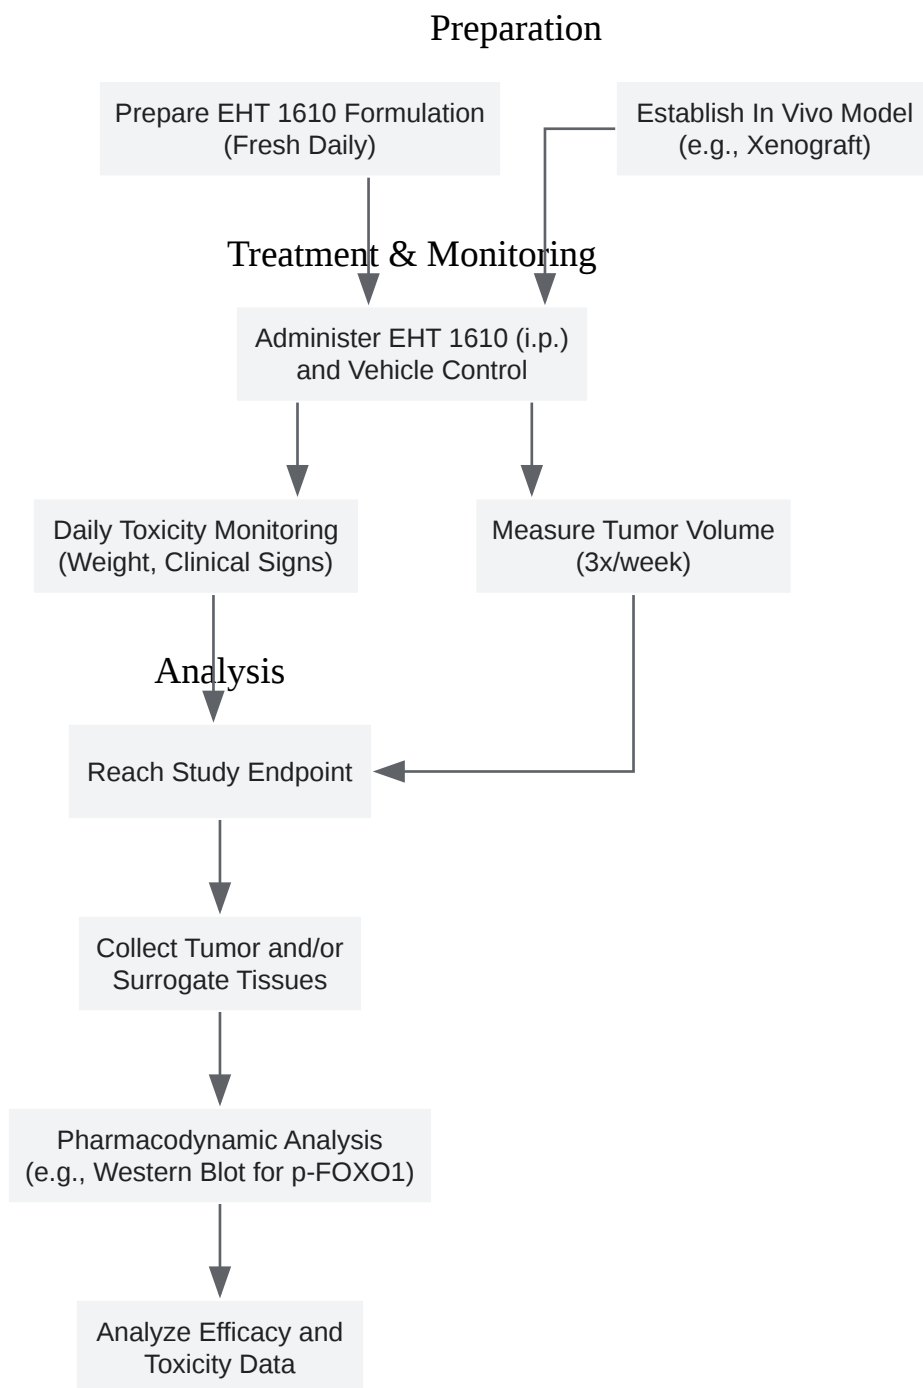 Preparation
Prepare EHT 1610 Formulation
(Fresh Daily)
Establish In Vivo Model
(e.g., Xenograft)
Treatment & Monitoring
Administer EHT 1610 (i.p.)
and Vehicle Control
Daily Toxicity Monitoring
(Weight, Clinical Signs)
Measure Tumor Volume
(3x/week)
Analysis
Reach Study Endpoint
Collect Tumor and/or
Surrogate Tissues
Pharmacodynamic Analysis
(e.g., Western Blot for p-FOXO1)
Analyze Efficacy and
Toxicity Data